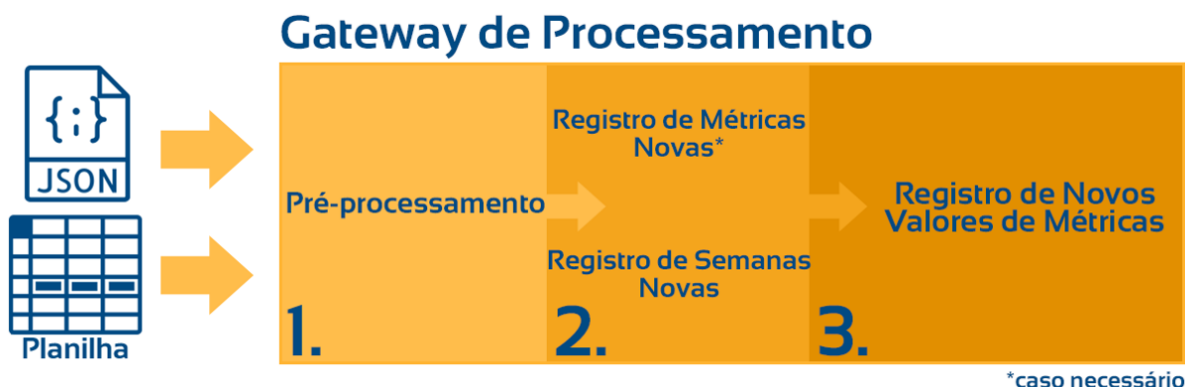 Gateway de Processamento
{;}
JSON
Planilha
Pré-processamento
1.
Registro de Métricas
Novas*
Registro de Semanas
Novas
2.
Registro de Novos
Valores de Métricas
3.
*caso necessário